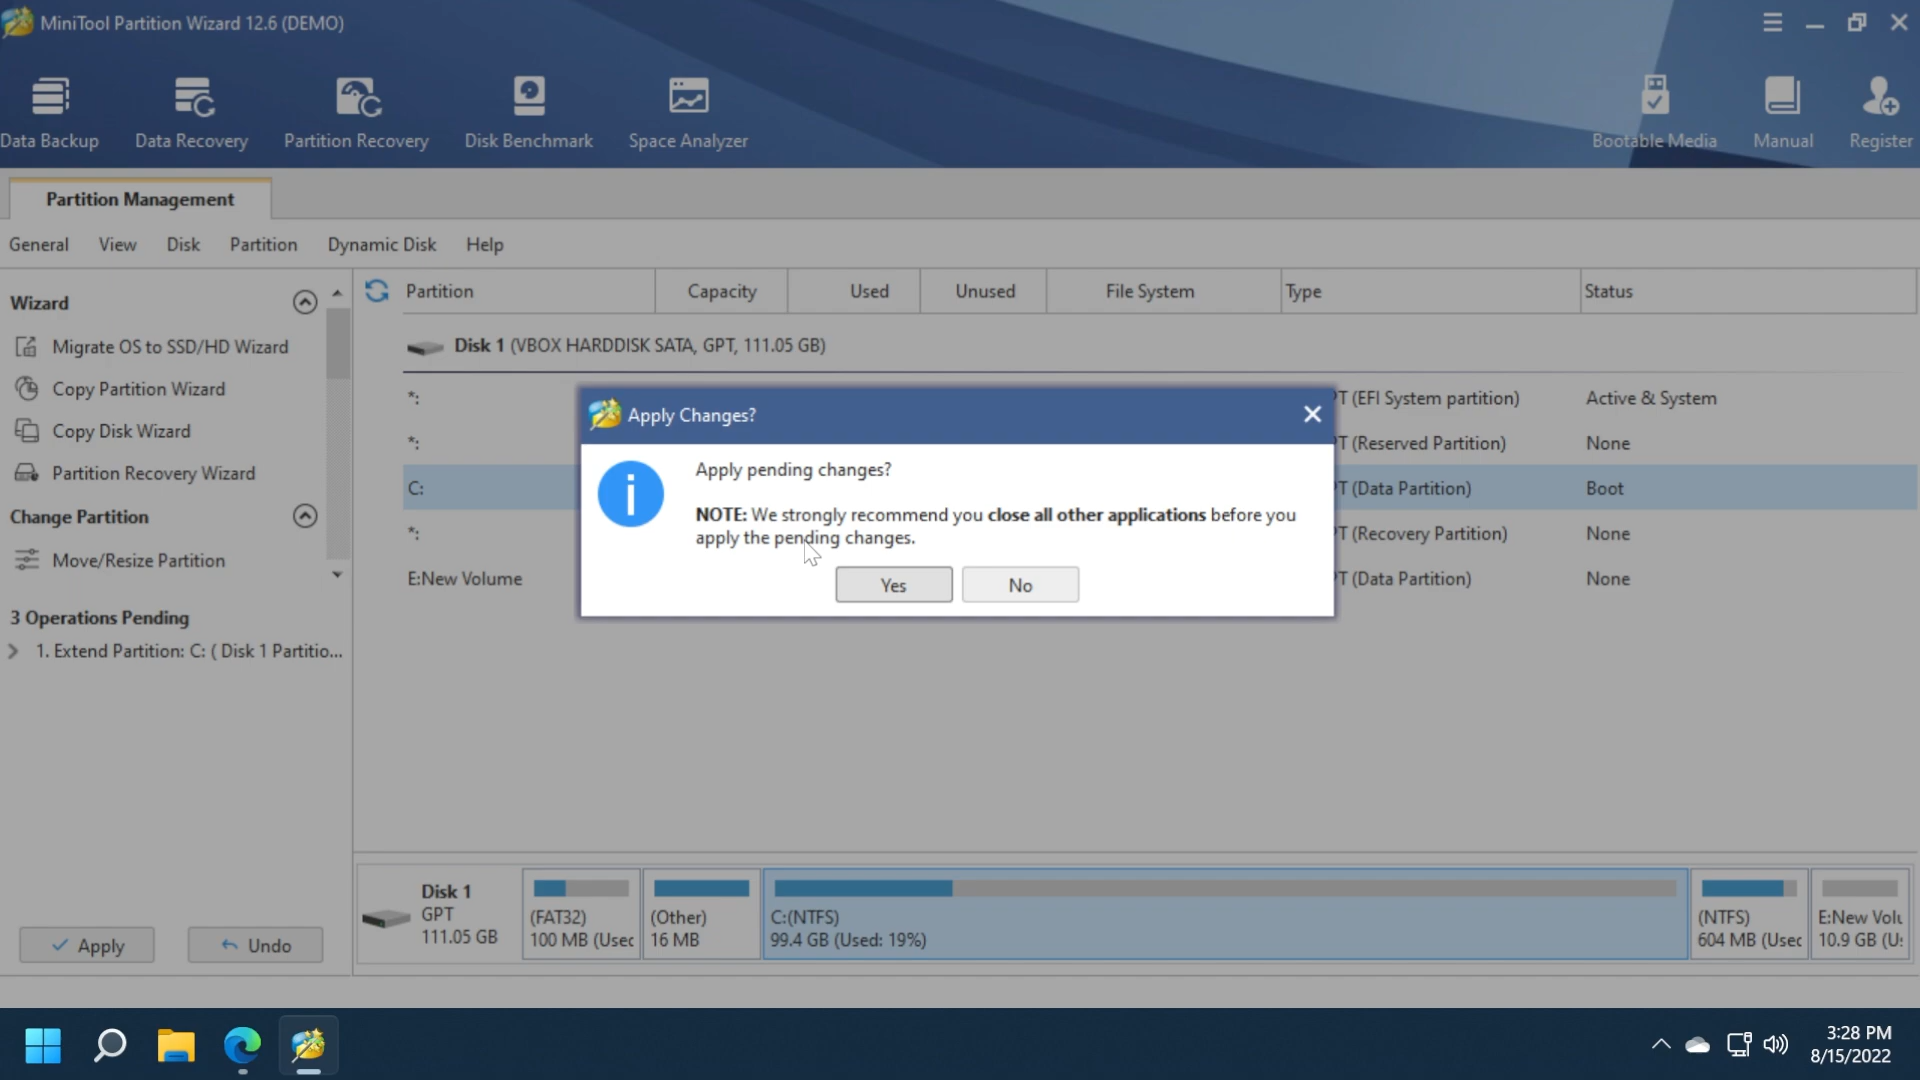 MiniTool Partition Wizard 12.6 (DEMO)
Data Backup
Data Recovery
Partition Recovery
Disk Benchmark
Space Analyzer
Bootable Media
Manual
Register
Partition Management
General
View
Disk
Partition
Dynamic Disk
Help
Wizard
Migrate OS to SSD/HD Wizard
Copy Partition Wizard
Copy Disk Wizard
Partition Recovery Wizard
Change Partition
Move/Resize Partition
3 Operations Pending
1. Extend Partition: C: ( Disk 1 Partitio...
Apply
Undo
Partition
Capacity
Used
Unused
File System
Type
Status
Disk 1 (VBOX HARDDISK SATA, GPT, 111.05 GB)
*:
PT (EFI System partition)
Active & System
*:
PT (Reserved Partition)
None
C:
PT (Data Partition)
Boot
*:
PT (Recovery Partition)
None
E:New Volume
PT (Data Partition)
None
Apply Changes?
Apply pending changes?
NOTE: We strongly recommend you close all other applications before you
apply the pending changes.
Yes
No
Disk 1
GPT
111.05 GB
(FAT32)
100 MB (Used
(Other)
16 MB
C:(NTFS)
99.4 GB (Used: 19%)
(NTFS)
604 MB (Used
E:New Volu
10.9 GB (U:
3:28 PM
8/15/2022